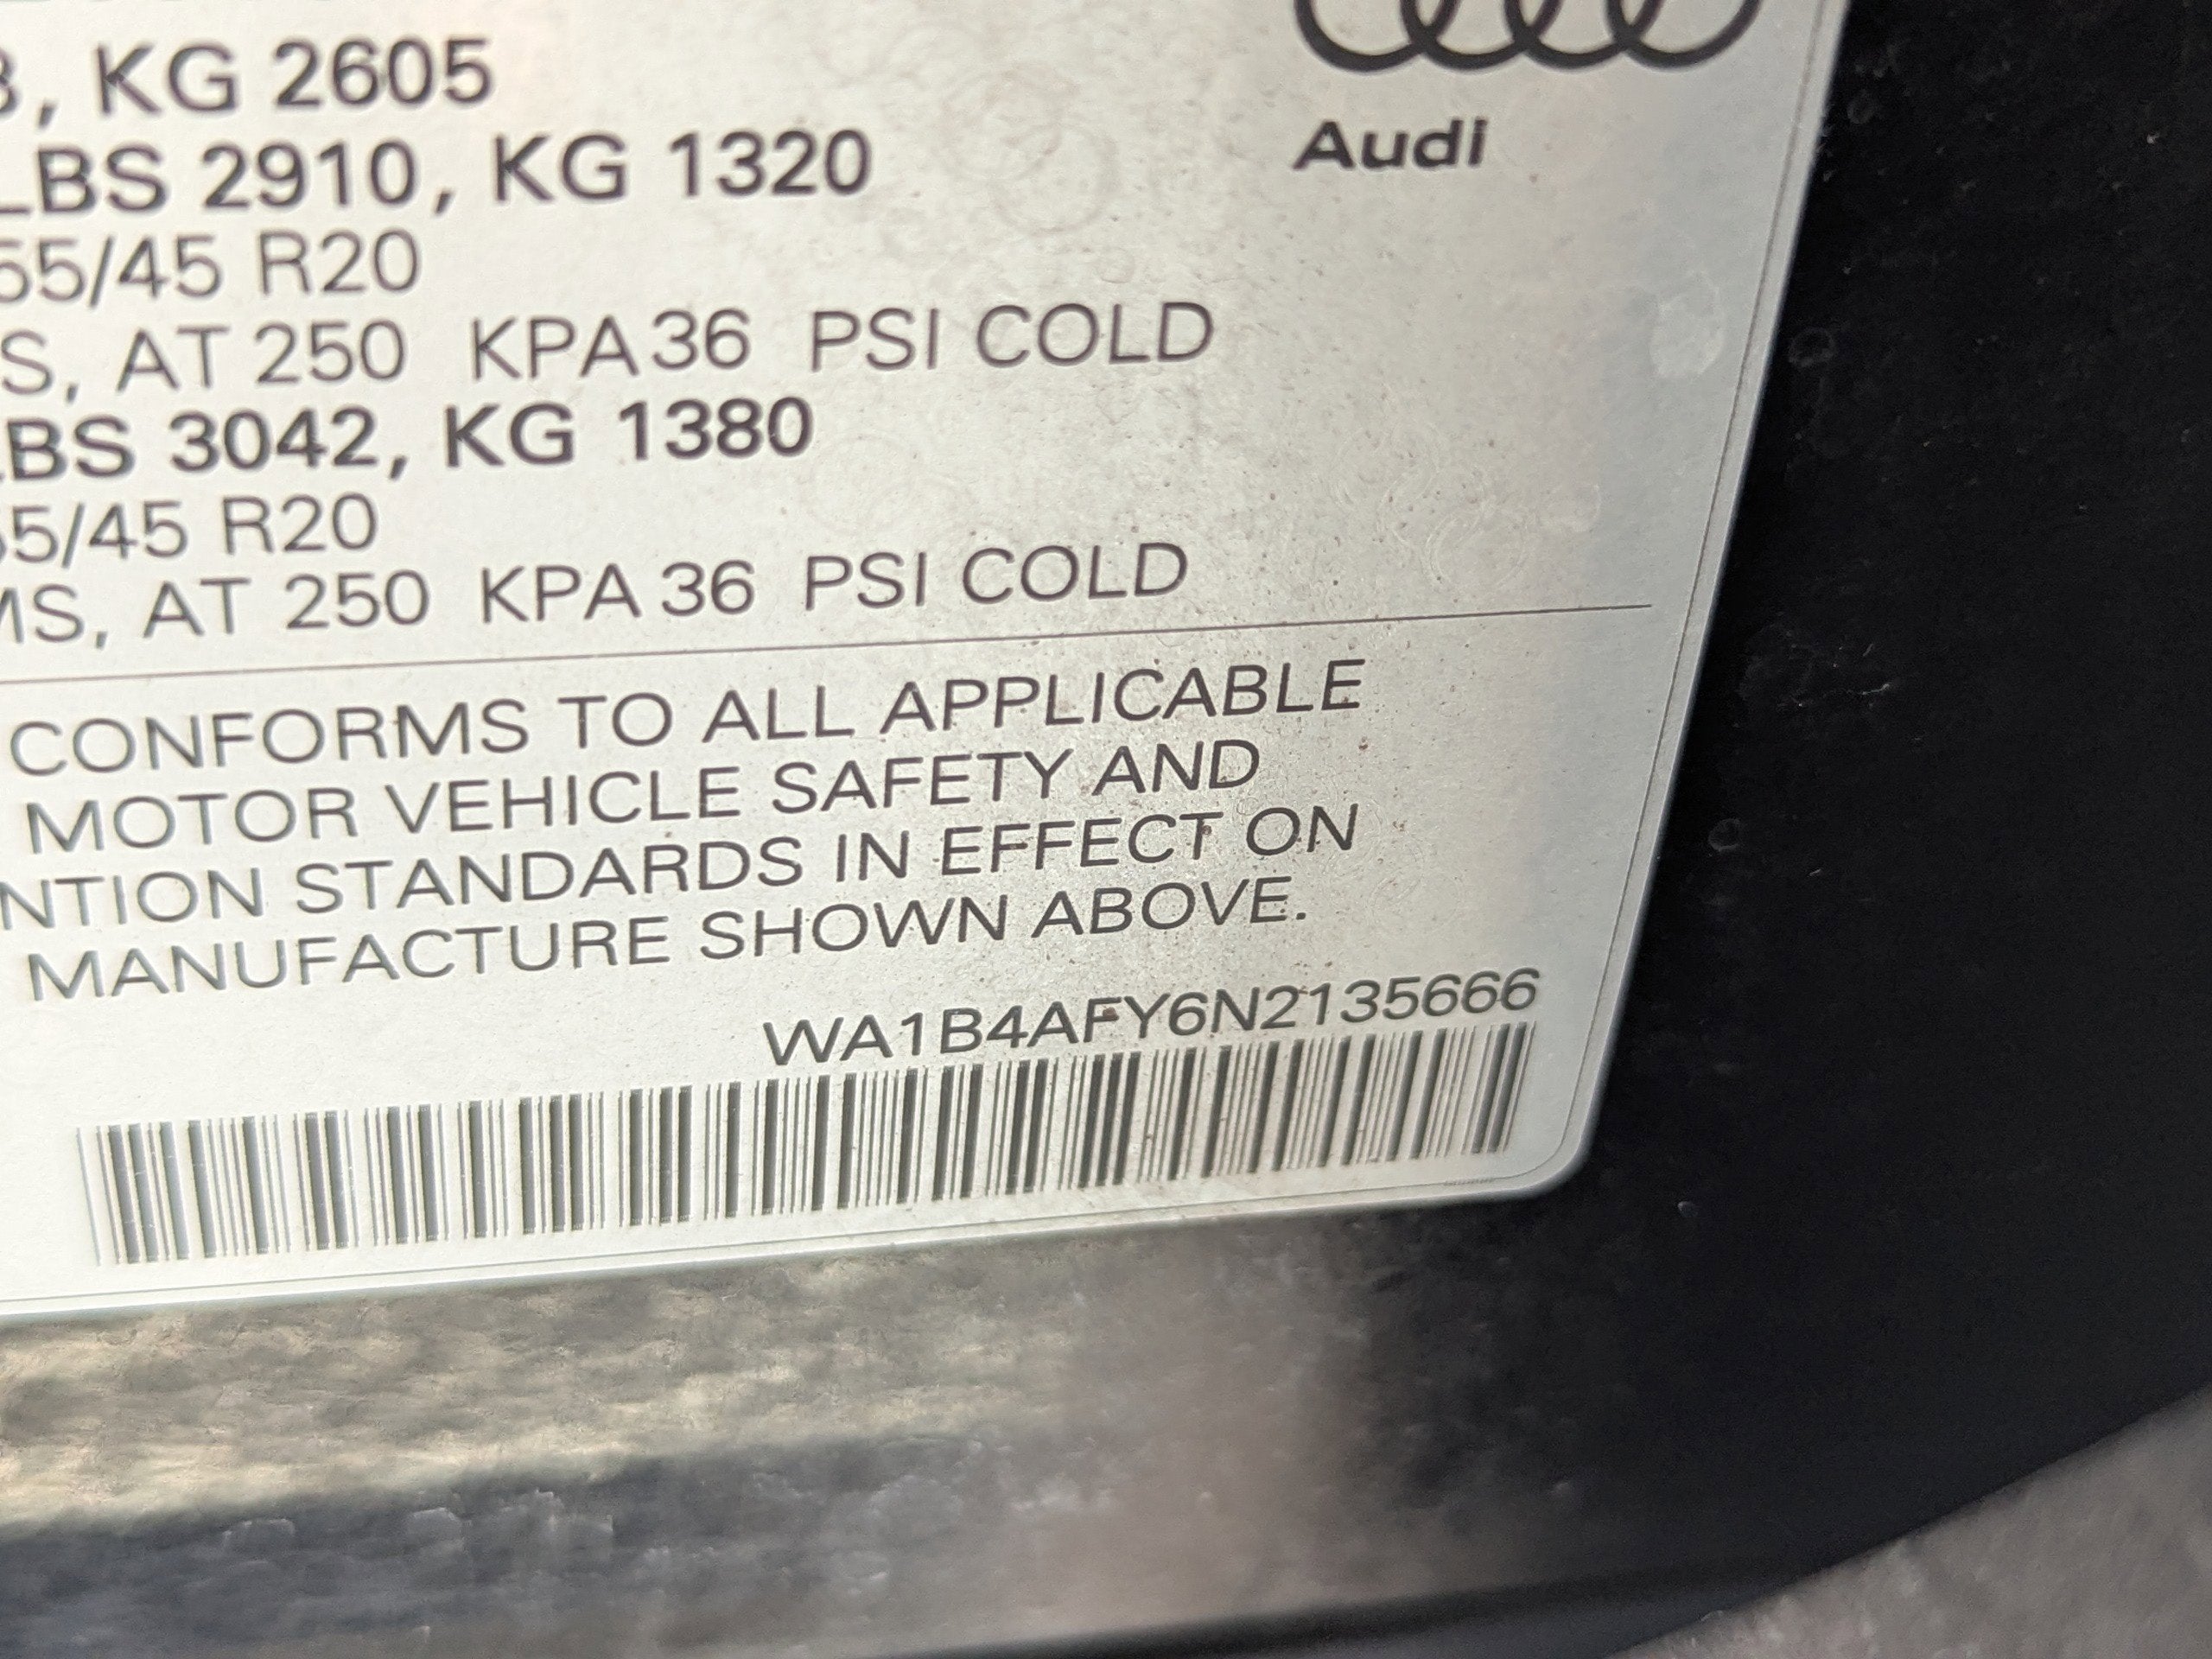 , KG 2605
Audi
LBS 2910, KG 1320
55/45 R20
S, AT 250 KPA 36 PSI COLD
LBS 3042, KG 1380
55/45 R20
MS, AT 250 KPA 36 PSI COLD
CONFORMS TO ALL APPLICABLE
MOTOR VEHICLE SAFETY AND
NTION STANDARDS IN EFFECT ON
MANUFACTURE SHOWN ABOVE.
WA1B4AFY6N2135666